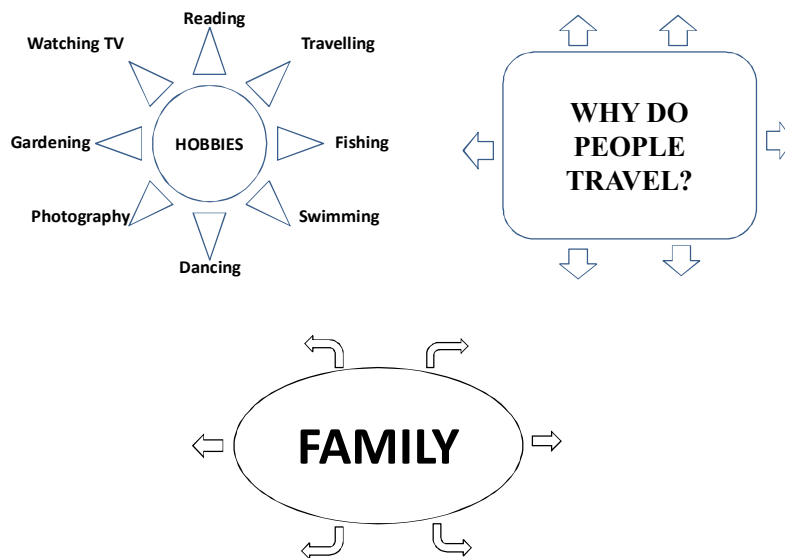 Reading
Watching TV
Travelling
Gardening
HOBBIES
Fishing
Photography
Swimming
Dancing
WHY DO
PEOPLE
TRAVEL?
FAMILY